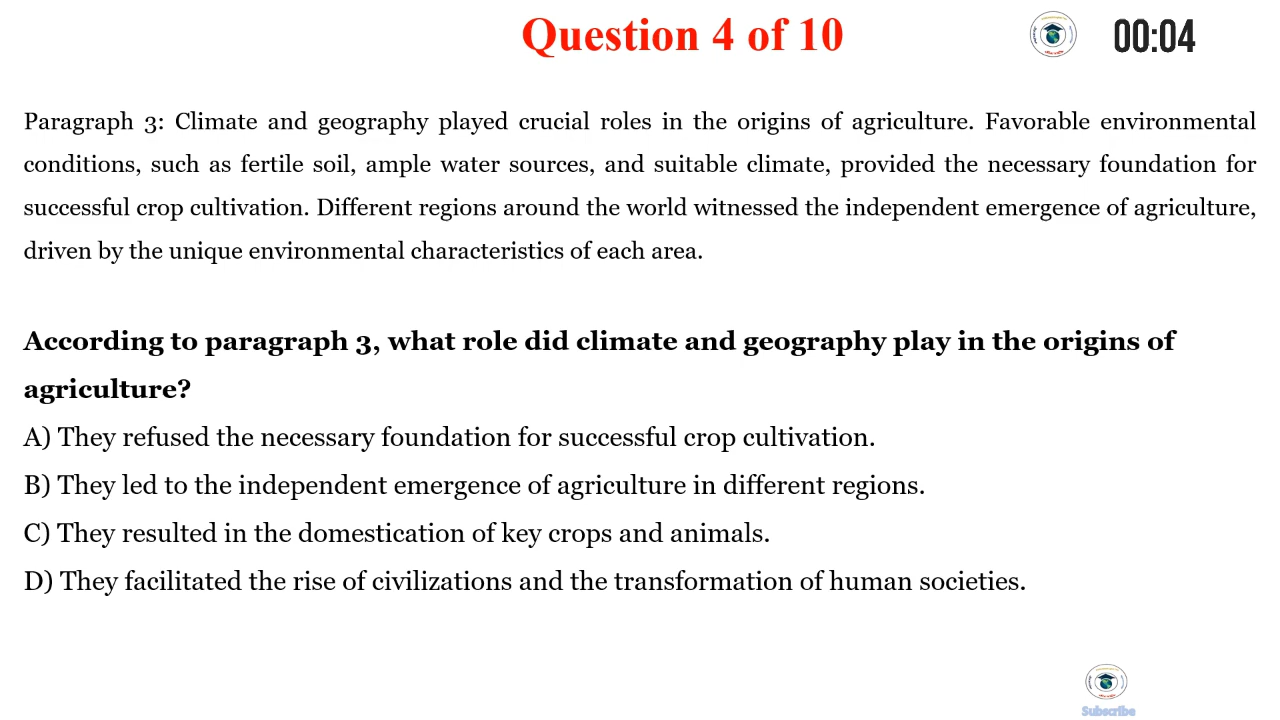 Question 4 of 10
00:04
Paragraph 3: Climate and geography played crucial roles in the origins of agriculture. Favorable environmental
conditions, such as fertile soil, ample water sources, and suitable climate, provided the necessary foundation for
successful crop cultivation. Different regions around the world witnessed the independent emergence of agriculture,
driven by the unique environmental characteristics of each area.
According to paragraph 3, what role did climate and geography play in the origins of
agriculture?
A) They refused the necessary foundation for successful crop cultivation.
B) They led to the independent emergence of agriculture in different regions.
C) They resulted in the domestication of key crops and animals.
D) They facilitated the rise of civilizations and the transformation of human societies.
Subscribe